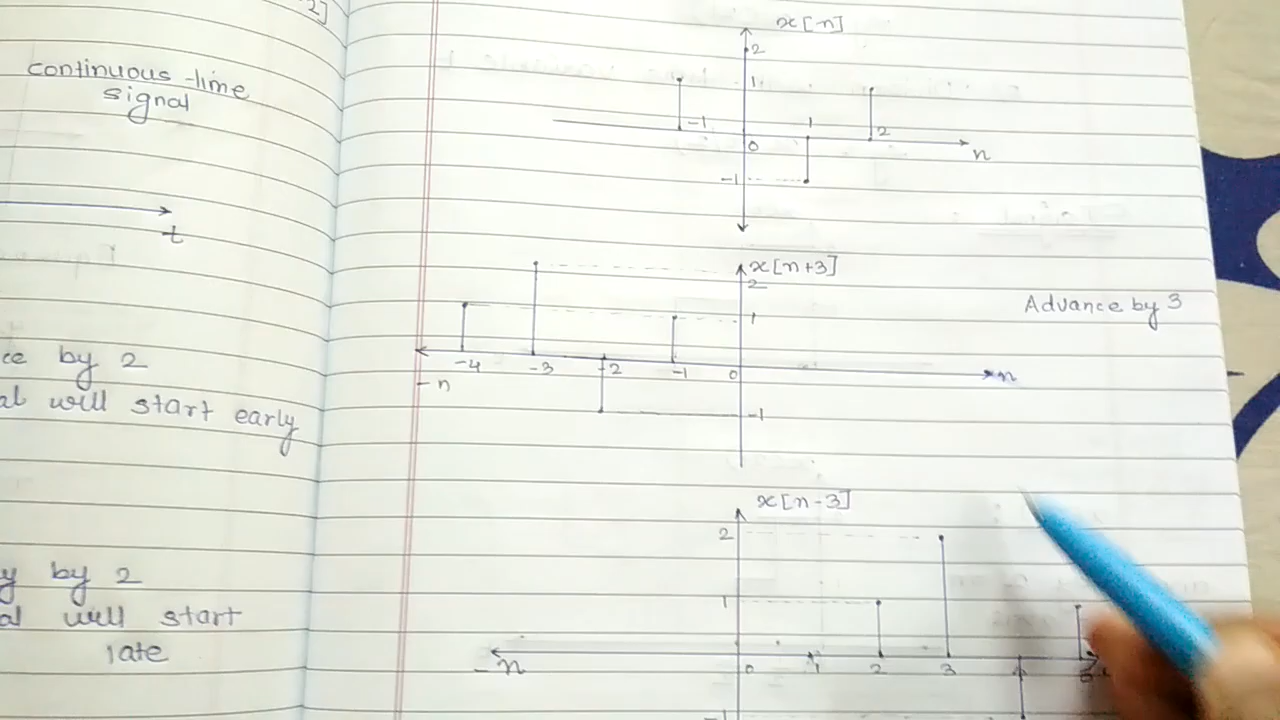 2]
continuous-time
signal
t
ce by 2
al will start early
y by 2
al will start
late
x[n]
2
1
-1
1
0
2
n
-1
x[n+3]
2
Advance by 3
1
-4 -3 -2 -1 0
n
-n
-1
x[n-3]
2
1
-n
0 1 2 3
-1